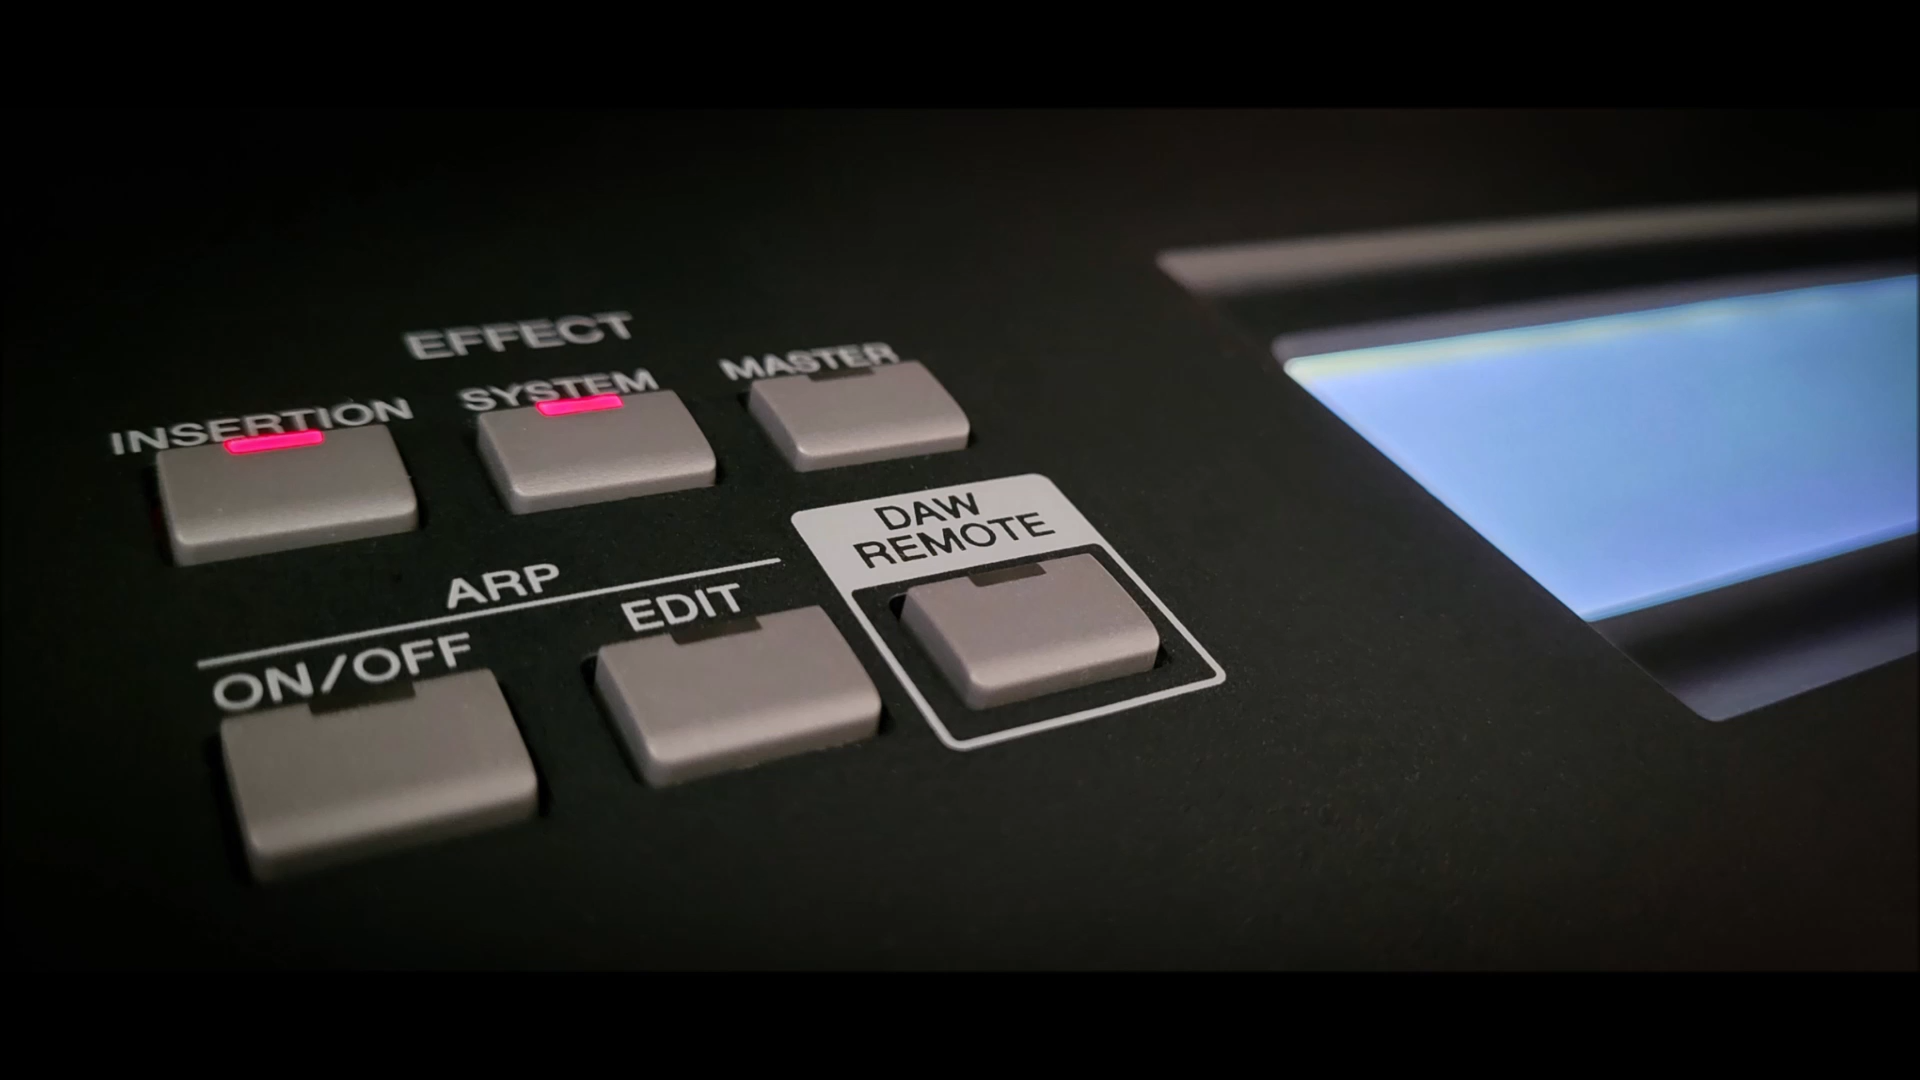 EFFECT
INSERTION SYSTEM MASTER
DAW
REMOTE
ARP
ON/OFF EDIT